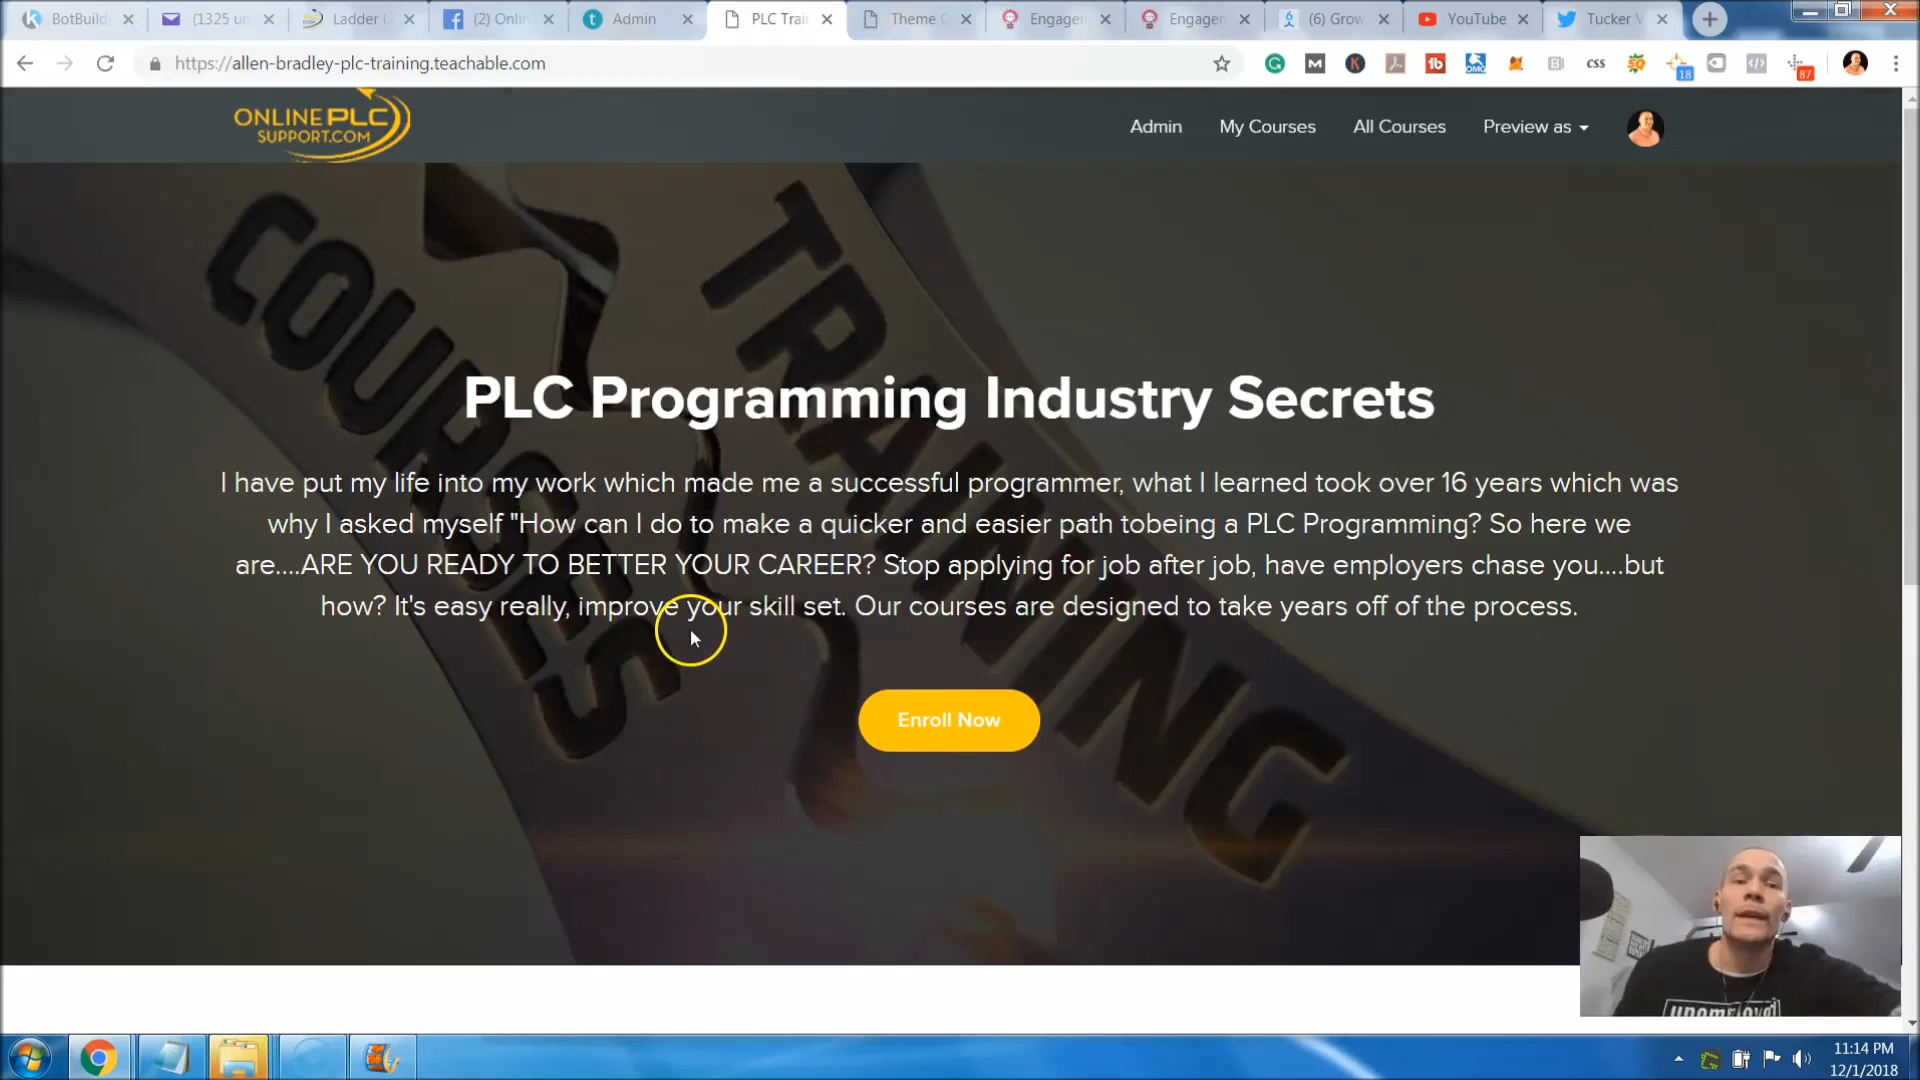 BotBuild
(1325 un
Ladder L
(2) Onlin
Admin
PLC Trai
Theme C
Engagem
Engagem
(6) Grow
YouTube
Tucker V
https://allen-bradley-plc-training.teachable.com
css
18
87
ONLINEPLC
SUPPORT.COM
Admin
My Courses
All Courses
Preview as
COURSES
TRAINING
PLC Programming Industry Secrets
I have put my life into my work which made me a successful programmer, what I learned took over 16 years which was
why I asked myself "How can I do to make a quicker and easier path tobeing a PLC Programming? So here we
are....ARE YOU READY TO BETTER YOUR CAREER? Stop applying for job after job, have employers chase you....but
how? It's easy really, improve your skill set. Our courses are designed to take years off of the process.
Enroll Now
11:14 PM
12/1/2018